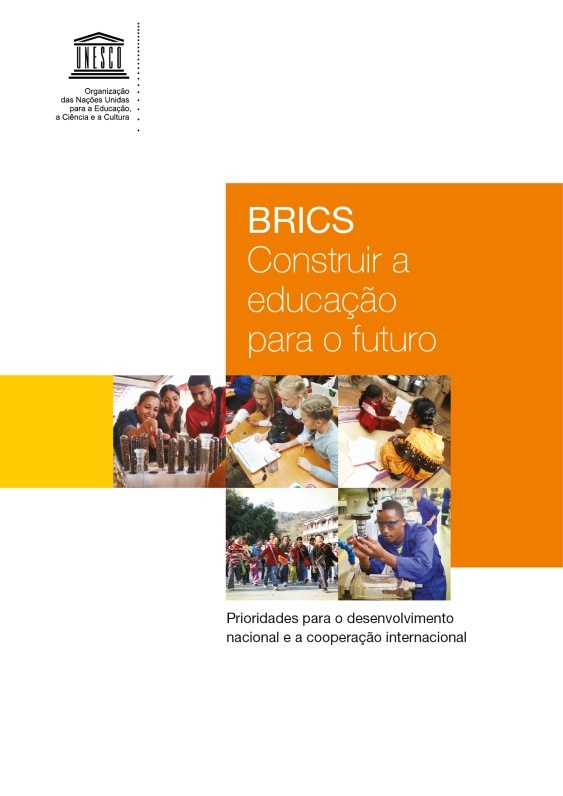 UNESCO
Organização
das Nações Unidas
para a Educação,
a Ciência e a Cultura
BRICS
Construir a
educação
para o futuro
Prioridades para o desenvolvimento
nacional e a cooperação internacional